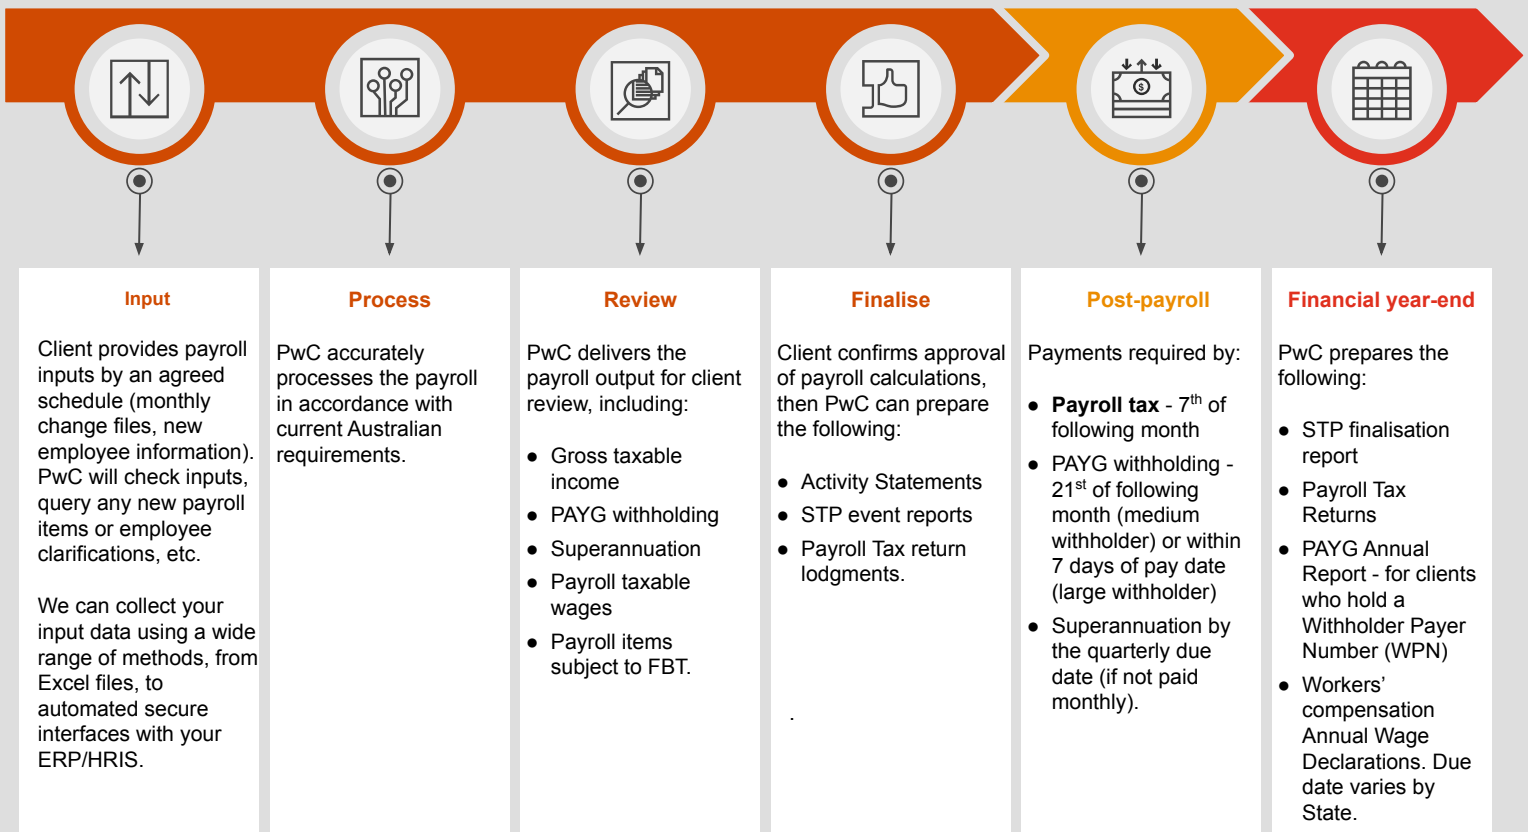 Input
Client provides payroll
inputs by an agreed
schedule (monthly
change files, new
employee information).
PwC will check inputs,
query any new payroll
items or employee
clarifications, etc.
We can collect your
input data using a wide
range of methods, from
Excel files, to
automated secure
interfaces with your
ERP/HRIS.
Process
PwC accurately
processes the payroll
in accordance with
current Australian
requirements.
Review
PwC delivers the
payroll output for client
review, including:
● Gross taxable
income
● PAYG withholding
● Superannuation
● Payroll taxable
wages
● Payroll items
subject to FBT.
Finalise
Client confirms approval
of payroll calculations,
then PwC can prepare
the following:
● Activity Statements
● STP event reports
● Payroll Tax return
lodgments.
.
$
Post-payroll
Payments required by:
● Payroll tax - 7th of
following month
● PAYG withholding -
21st of following
month (medium
withholder) or within
7 days of pay date
(large withholder)
● Superannuation by
the quarterly due
date (if not paid
monthly).
Financial year-end
PwC prepares the
following:
● STP finalisation
report
● Payroll Tax
Returns
● PAYG Annual
Report - for clients
who hold a
Withholder Payer
Number (WPN)
● Workers’
compensation
Annual Wage
Declarations. Due
date varies by
State.